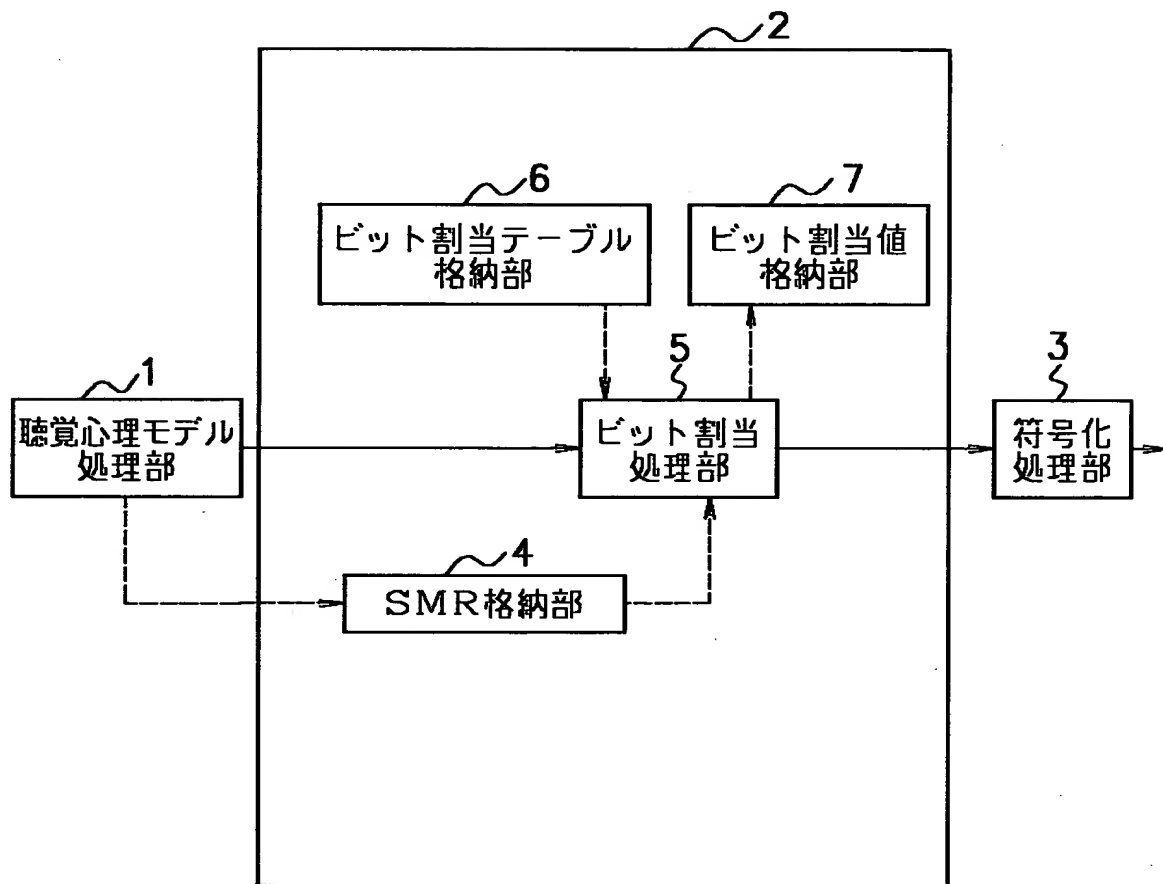 2
6
7
ビット割当テーブル
格納部
ビット割当値
格納部
1
5
3
聴覚心理モデル
処理部
ビット割当
処理部
符号化
処理部
4
SMR格納部